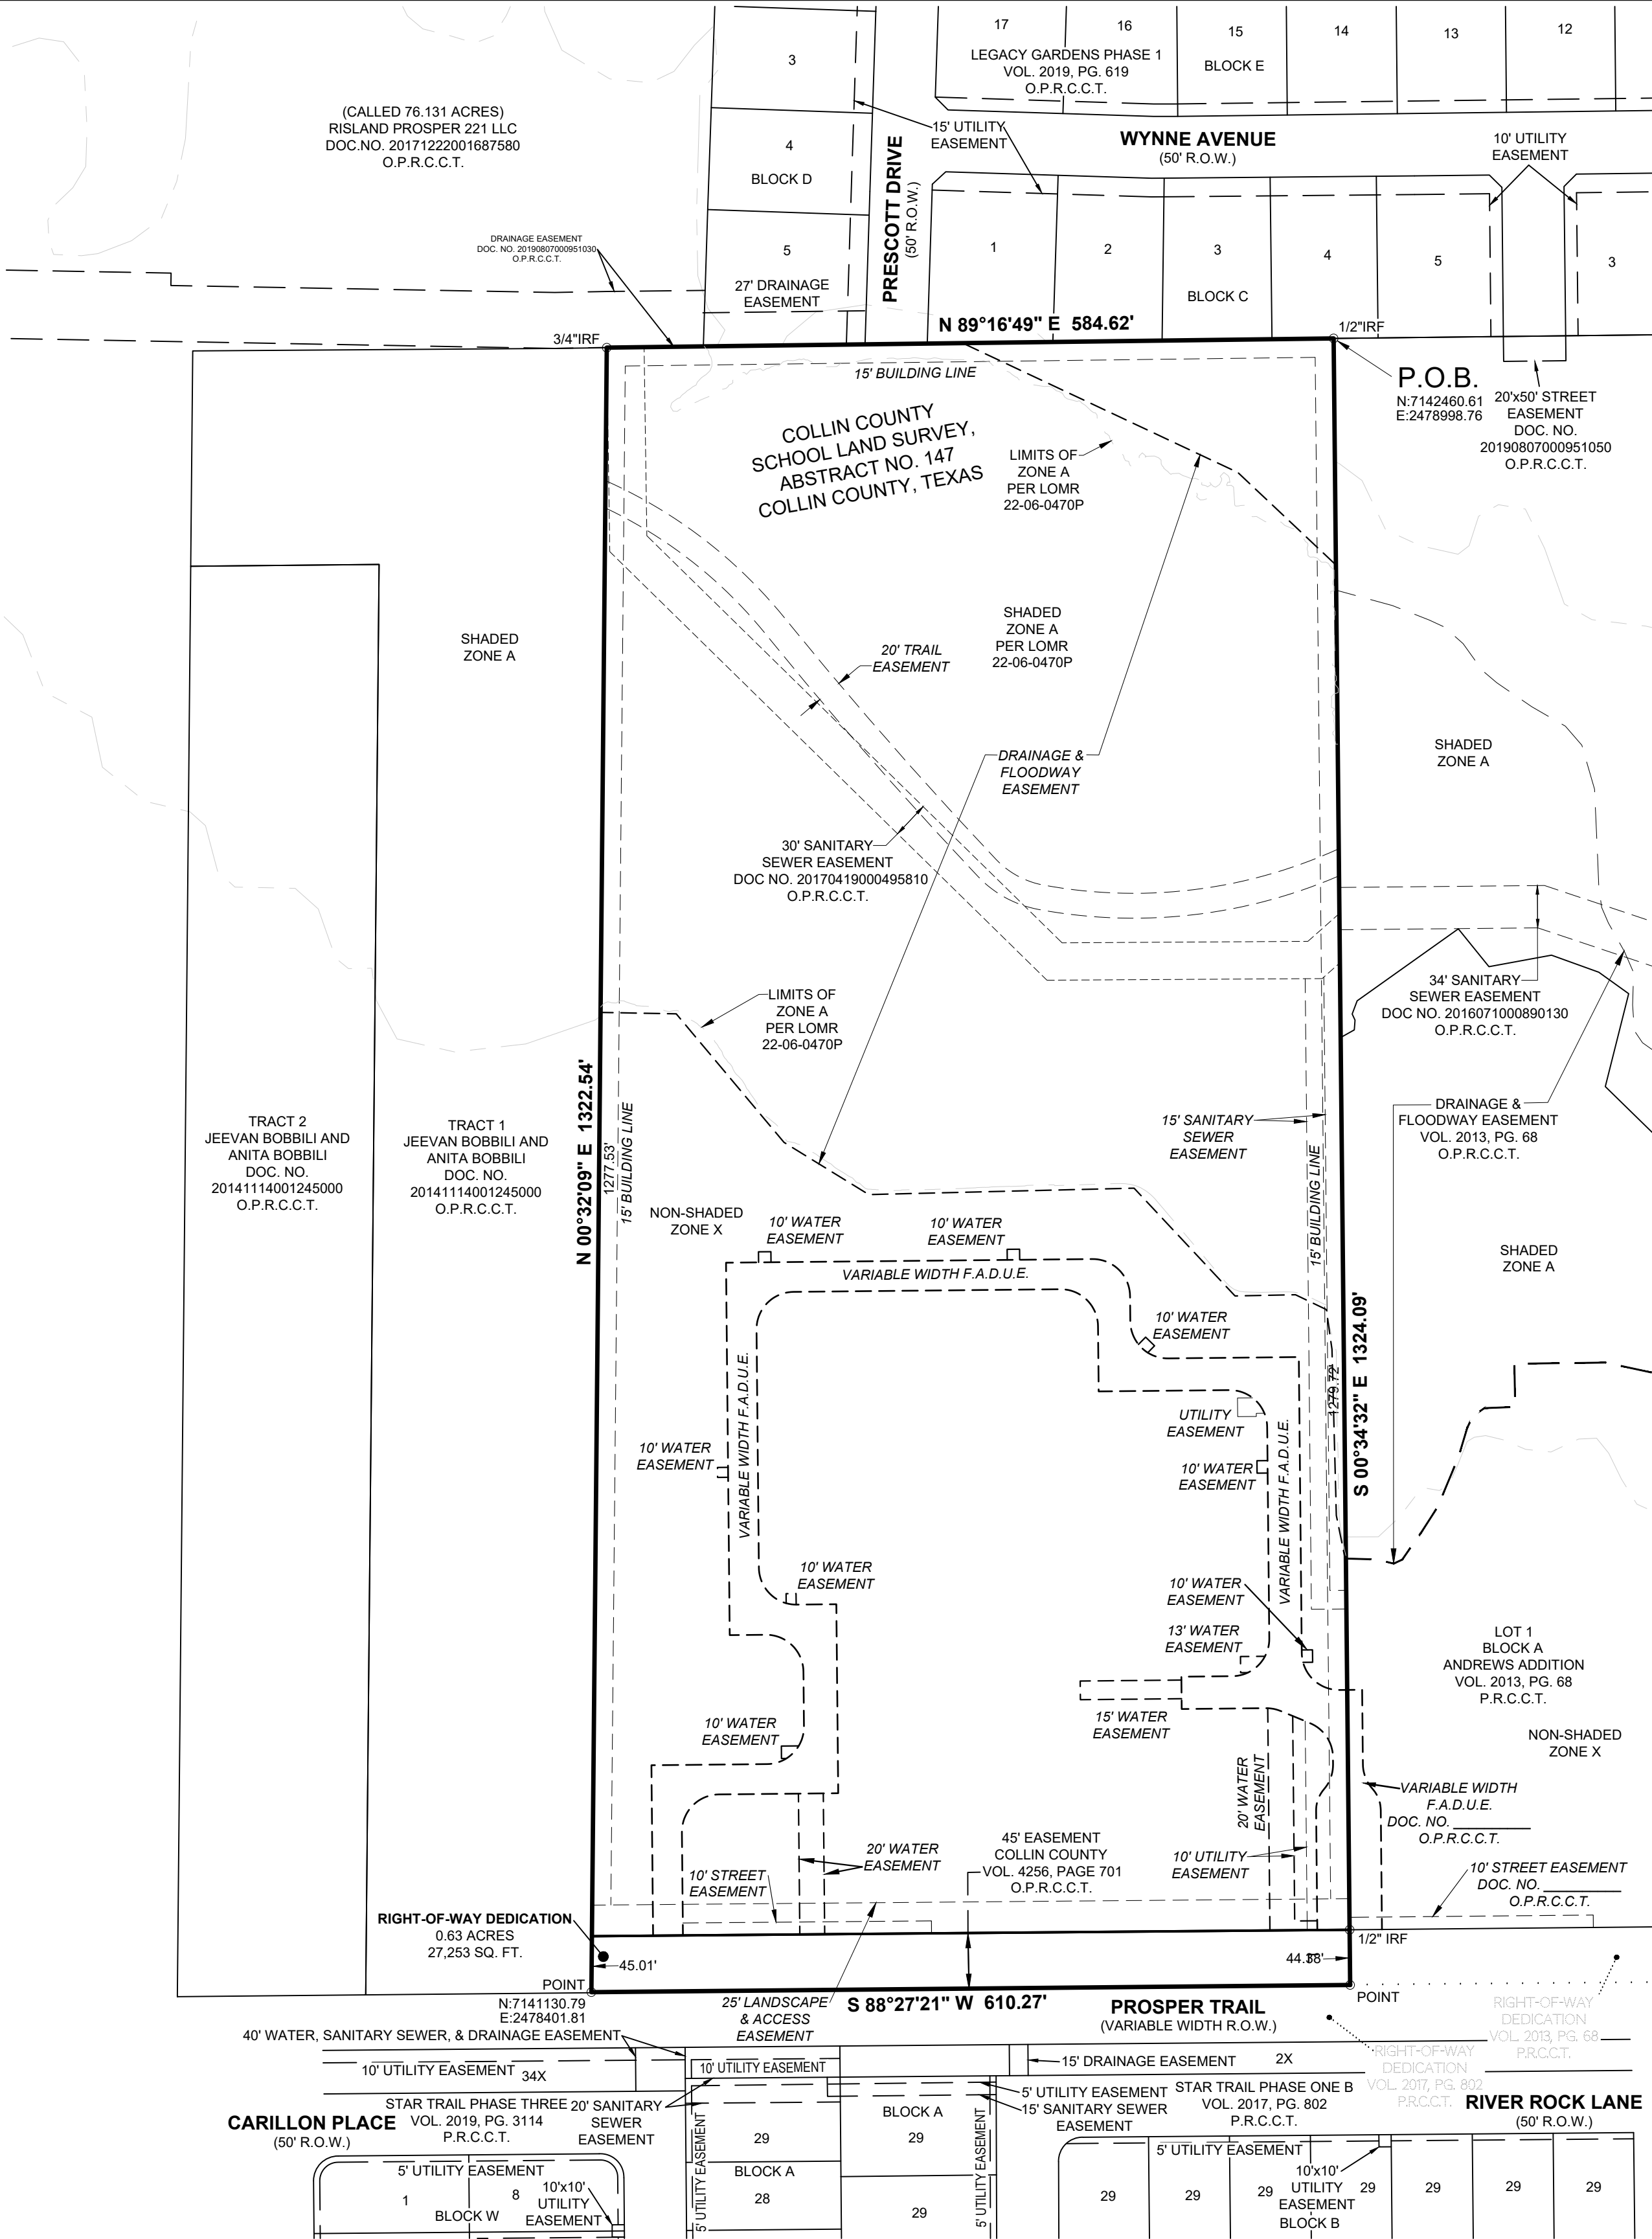 17
16
15
14
13
12
LEGACY GARDENS PHASE 1
VOL. 2019, PG. 619
O.P.R.C.C.T.
BLOCK E
3
(CALLED 76.131 ACRES)
RISLAND PROSPER 221 LLC
DOC.NO. 20171222001687580
O.P.R.C.C.T.
15' UTILITY
EASEMENT
WYNNE AVENUE
(50' R.O.W.)
10' UTILITY
EASEMENT
4
BLOCK D
PRESCOTT DRIVE
(50' R.O.W.)
DRAINAGE EASEMENT
DOC. NO. 20190807000951030
O.P.R.C.C.T.
5
27' DRAINAGE
EASEMENT
1
2
3
4
5
3
BLOCK C
N 89°16'49" E  584.62'
3/4"IRF
1/2"IRF
15' BUILDING LINE
P.O.B.
N:7142460.61
E:2478998.76
20'x50' STREET
EASEMENT
DOC. NO.
20190807000951050
O.P.R.C.C.T.
COLLIN COUNTY
SCHOOL LAND SURVEY,
ABSTRACT NO. 147
COLLIN COUNTY, TEXAS
LIMITS OF
ZONE A
PER LOMR
22-06-0470P
SHADED
ZONE A
SHADED
ZONE A
PER LOMR
22-06-0470P
20' TRAIL
EASEMENT
DRAINAGE &
FLOODWAY
EASEMENT
SHADED
ZONE A
30' SANITARY
SEWER EASEMENT
DOC NO. 20170419000495810
O.P.R.C.C.T.
34' SANITARY
SEWER EASEMENT
DOC NO. 2016071000890130
O.P.R.C.C.T.
LIMITS OF
ZONE A
PER LOMR
22-06-0470P
N 00°32'09" E  1322.54'
1277.53'
15' BUILDING LINE
TRACT 2
JEEVAN BOBBILI AND
ANITA BOBBILI
DOC. NO.
20141114001245000
O.P.R.C.C.T.
TRACT 1
JEEVAN BOBBILI AND
ANITA BOBBILI
DOC. NO.
20141114001245000
O.P.R.C.C.T.
15' SANITARY
SEWER
EASEMENT
15' BUILDING LINE
DRAINAGE &
FLOODWAY EASEMENT
VOL. 2013, PG. 68
O.P.R.C.C.T.
NON-SHADED
ZONE X
10' WATER
EASEMENT
10' WATER
EASEMENT
VARIABLE WIDTH F.A.D.U.E.
SHADED
ZONE A
10' WATER
EASEMENT
S 00°34'32" E  1324.09'
1279.72'
VARIABLE WIDTH F.A.D.U.E.
UTILITY
EASEMENT
10' WATER
EASEMENT
10' WATER
EASEMENT
VARIABLE WIDTH F.A.D.U.E.
10' WATER
EASEMENT
10' WATER
EASEMENT
13' WATER
EASEMENT
LOT 1
BLOCK A
ANDREWS ADDITION
VOL. 2013, PG. 68
P.R.C.C.T.
10' WATER
EASEMENT
15' WATER
EASEMENT
NON-SHADED
ZONE X
20' WATER
EASEMENT
VARIABLE WIDTH
F.A.D.U.E.
DOC. NO. __________
O.P.R.C.C.T.
20' WATER
EASEMENT
45' EASEMENT
COLLIN COUNTY
VOL. 4256, PAGE 701
O.P.R.C.C.T.
10' UTILITY
EASEMENT
10' STREET
EASEMENT
10' STREET EASEMENT
DOC. NO. __________
O.P.R.C.C.T.
RIGHT-OF-WAY DEDICATION
0.63 ACRES
27,253 SQ. FT.
1/2" IRF
45.01'
POINT
N:7141130.79
E:2478401.81
25' LANDSCAPE
& ACCESS
EASEMENT
S 88°27'21" W  610.27'
PROSPER TRAIL
(VARIABLE WIDTH R.O.W.)
POINT
RIGHT-OF-WAY
DEDICATION
VOL. 2013, PG. 68
P.R.C.C.T.
40' WATER, SANITARY SEWER, & DRAINAGE EASEMENT
10' UTILITY EASEMENT
34X
10' UTILITY EASEMENT
15' DRAINAGE EASEMENT
2X
RIGHT-OF-WAY
DEDICATION
VOL. 2017, PG. 802
P.R.C.C.T.
STAR TRAIL PHASE THREE
VOL. 2019, PG. 3114
P.R.C.C.T.
20' SANITARY
SEWER
EASEMENT
5' UTILITY EASEMENT
15' SANITARY SEWER
EASEMENT
STAR TRAIL PHASE ONE B
VOL. 2017, PG. 802
P.R.C.C.T.
RIVER ROCK LANE
(50' R.O.W.)
CARILLON PLACE
(50' R.O.W.)
BLOCK A
29
29
5' UTILITY EASEMENT
5' UTILITY EASEMENT
5' UTILITY EASEMENT
5' UTILITY EASEMENT
BLOCK A
28
29
1
8
BLOCK W
10'x10'
UTILITY
EASEMENT
29
29
29
10'x10'
UTILITY
EASEMENT
BLOCK B
29
29
29
29